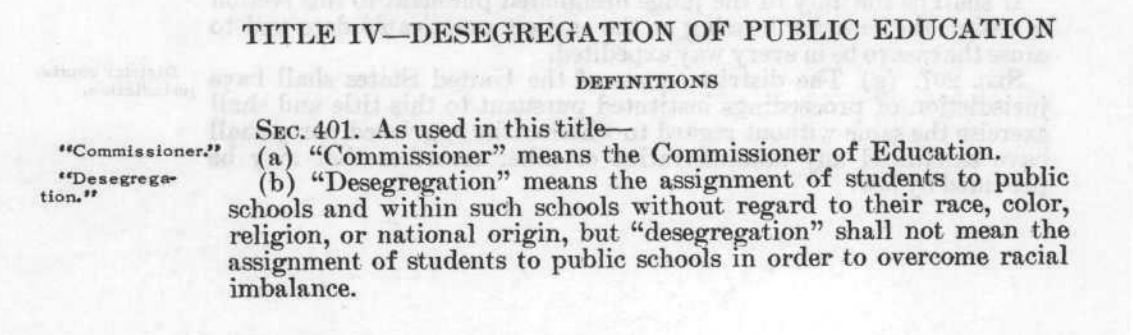 TITLE IV—DESEGREGATION OF PUBLIC EDUCATION
DEFINITIONS
SEC. 401. As used in this title—
"Commissioner."
(a) "Commissioner" means the Commissioner of Education.
"Desegrega-
tion."
(b) "Desegregation" means the assignment of students to public
schools and within such schools without regard to their race, color,
religion, or national origin, but "desegregation" shall not mean the
assignment of students to public schools in order to overcome racial
imbalance.